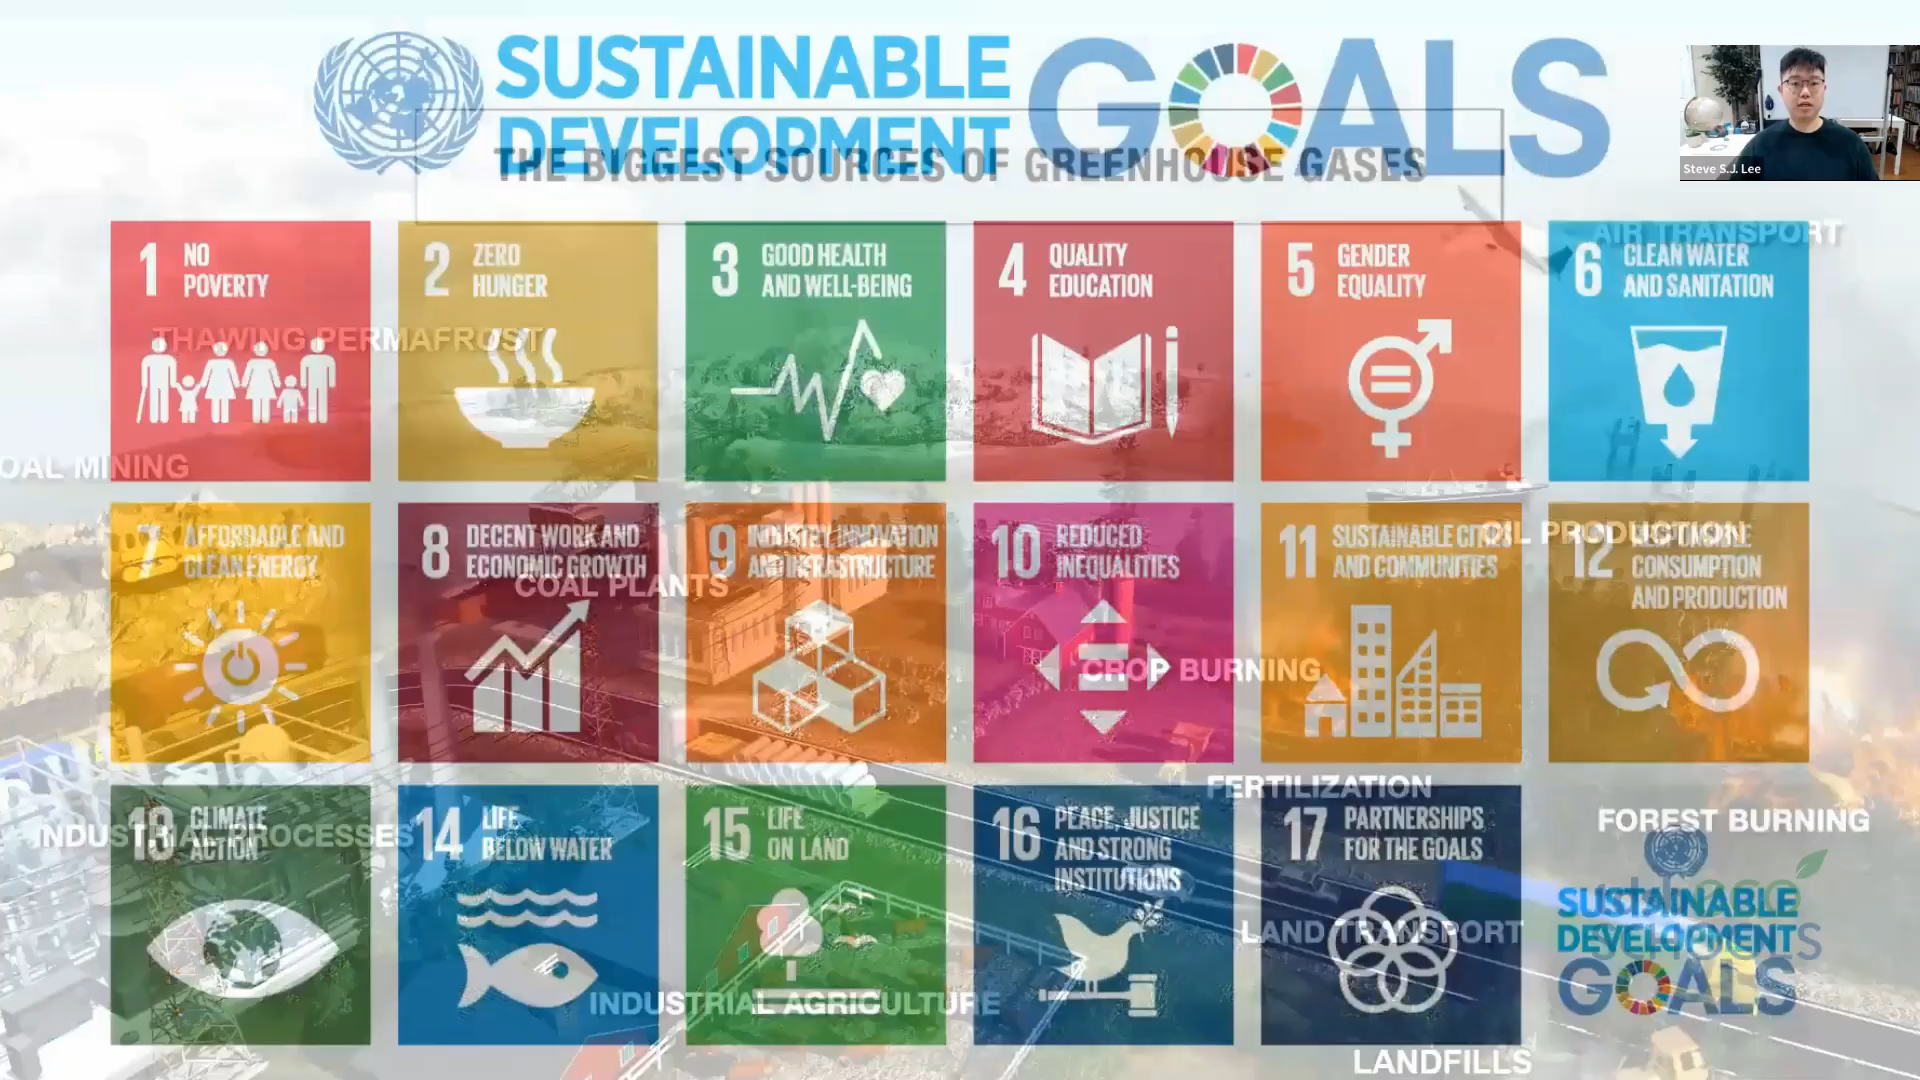 SUSTAINABLE
DEVELOPMENT
GOALS
THE BIGGEST SOURCES OF GREENHOUSE GASES
Steve S.J. Lee
AIR TRANSPORT
1 NO
POVERTY
2 ZERO
HUNGER
3 GOOD HEALTH
AND WELL-BEING
4 QUALITY
EDUCATION
5 GENDER
EQUALITY
6 CLEAN WATER
AND SANITATION
THAWING PERMAFROST
OAL MINING
7 AFFORDABLE AND
CLEAN ENERGY
8 DECENT WORK AND
ECONOMIC GROWTH
COAL PLANTS
9 INDUSTRY, INNOVATION
AND INFRASTRUCTURE
10 REDUCED
INEQUALITIES
11 SUSTAINABLE CITIES
AND COMMUNITIES
OIL PRODUCTION
12 RESPONSIBLE
CONSUMPTION
AND PRODUCTION
CROP BURNING
FERTILIZATION
FOREST BURNING
INDUSTRIAL PROCESSES
13 CLIMATE
ACTION
14 LIFE
BELOW WATER
15 LIFE
ON LAND
16 PEACE, JUSTICE
AND STRONG
INSTITUTIONS
17 PARTNERSHIPS
FOR THE GOALS
LAND TRANSPORT
SUSTAINABLE
DEVELOPMENT
GOALS
INDUSTRIAL AGRICULTURE
LANDFILLS